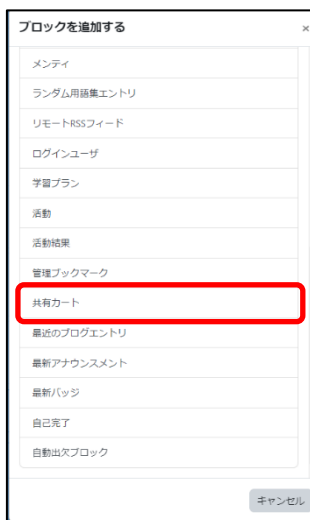 ブロックを追加する ×
メンティ
ランダム用語集エントリ
リモートRSSフィード
ログインユーザ
学習プラン
活動
活動結果
管理ブックマーク
共有カート
最近のブログエントリ
最新アナウンスメント
最新バッジ
自己完了
自動出欠ブロック
キャンセル